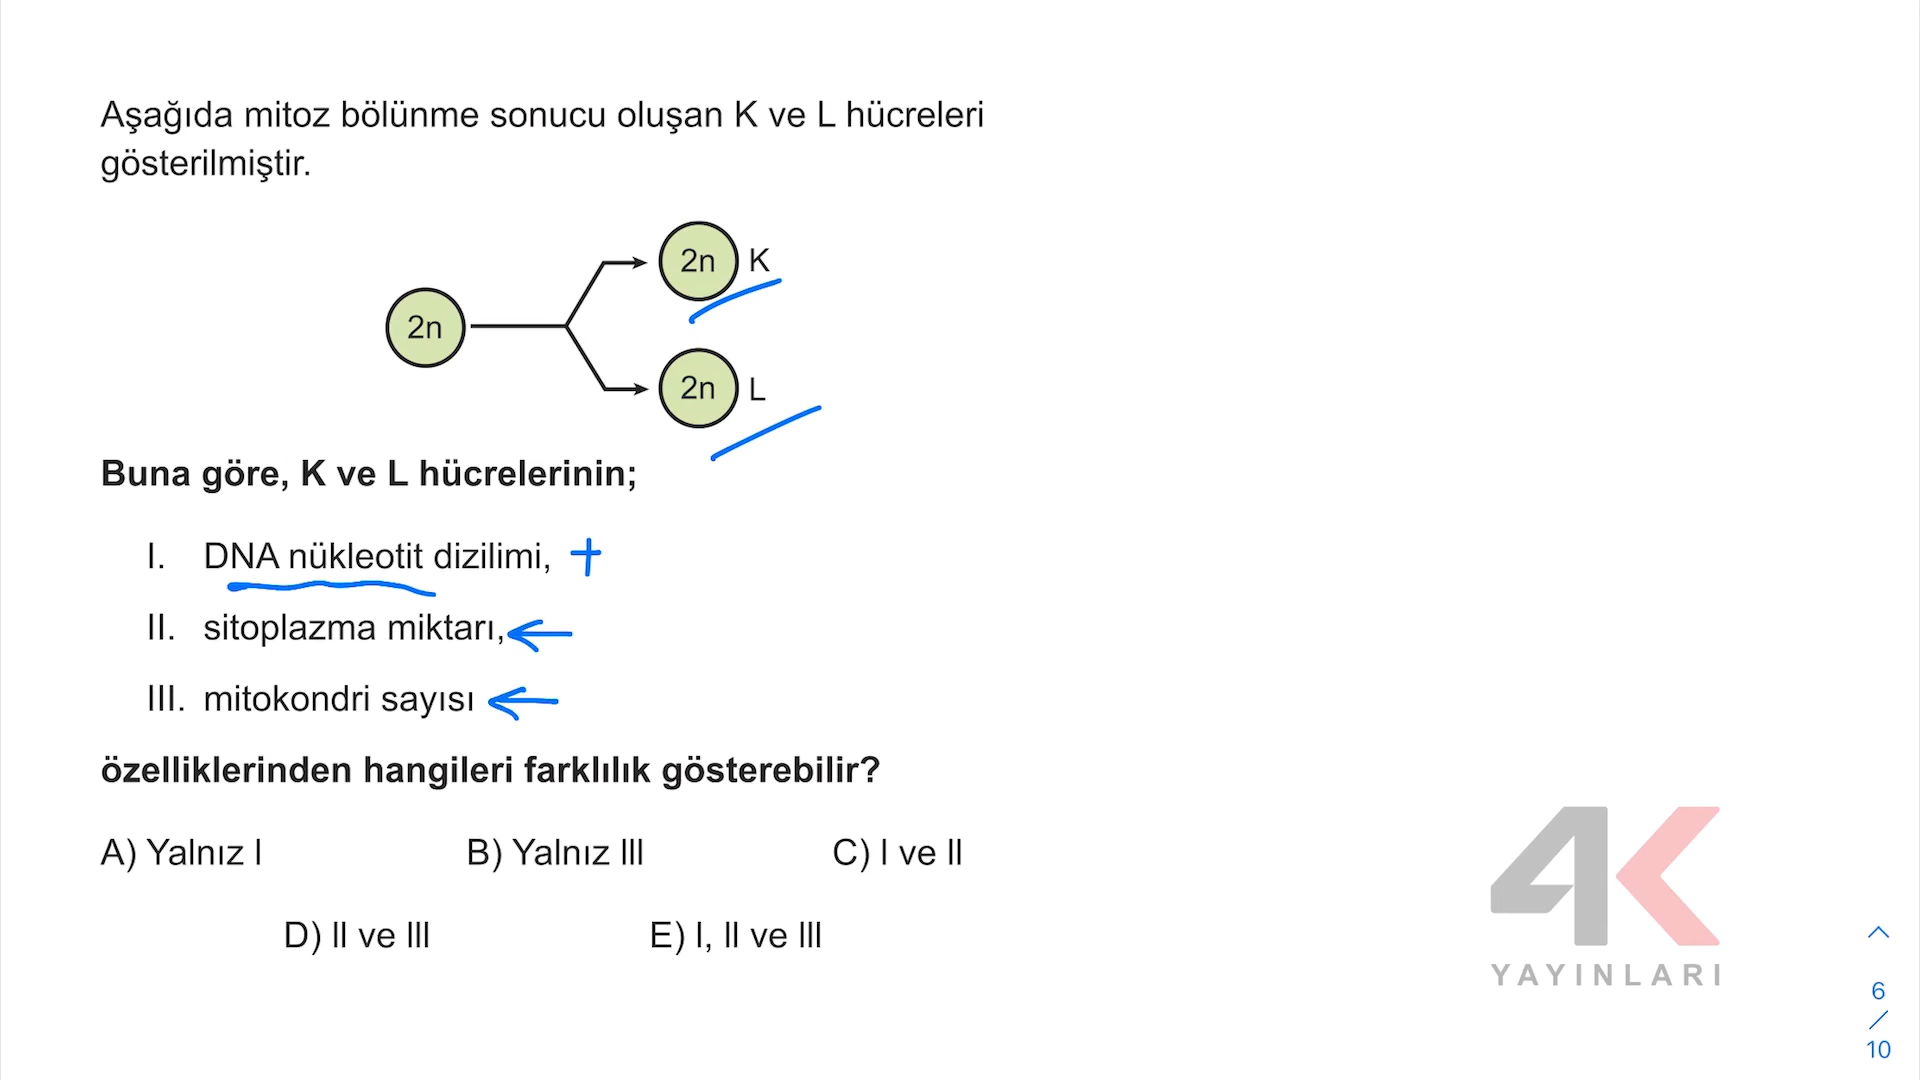 Aşağıda mitoz bölünme sonucu oluşan K ve L hücreleri
gösterilmiştir.
2n K
2n
2n L
Buna göre, K ve L hücrelerinin;
I. DNA nükleotit dizilimi, +
II. sitoplazma miktarı,
III. mitokondri sayısı
özelliklerinden hangileri farklılık gösterebilir?
A) Yalnız I B) Yalnız III C) I ve II
D) II ve III E) I, II ve III
4K
YAYINLARI
6
/
10